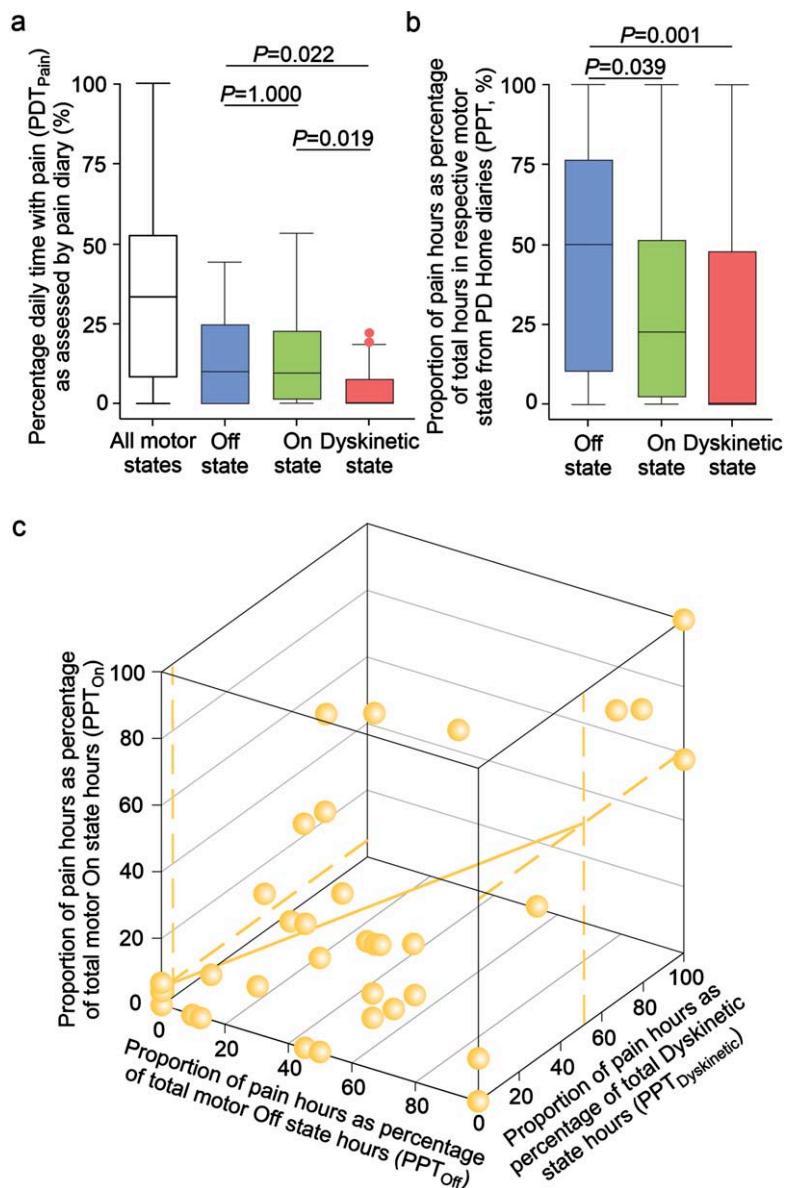 a
P=0.022
P=1.000
P=0.019
Percentage daily time with pain (PDTPain)
as assessed by pain diary (%)
100
75
50
25
0
All motor
states
Off
state
On
state
Dyskinetic
state
b
P=0.001
P=0.039
Proportion of pain hours as percentage
of total hours in respective motor
state from PD Home diaries (PPT, %)
100
75
50
25
0
Off
state
On
state
Dyskinetic
state
c
Proportion of pain hours as percentage
of total motor On state hours (PPTOn)
100
80
60
40
20
0
0
20
40
60
80
0
Proportion of pain hours as percentage
of total motor Off state hours (PPTOff)
20
40
60
80
100
Proportion of pain hours as
percentage of total Dyskinetic
state hours (PPTDyskinetic)